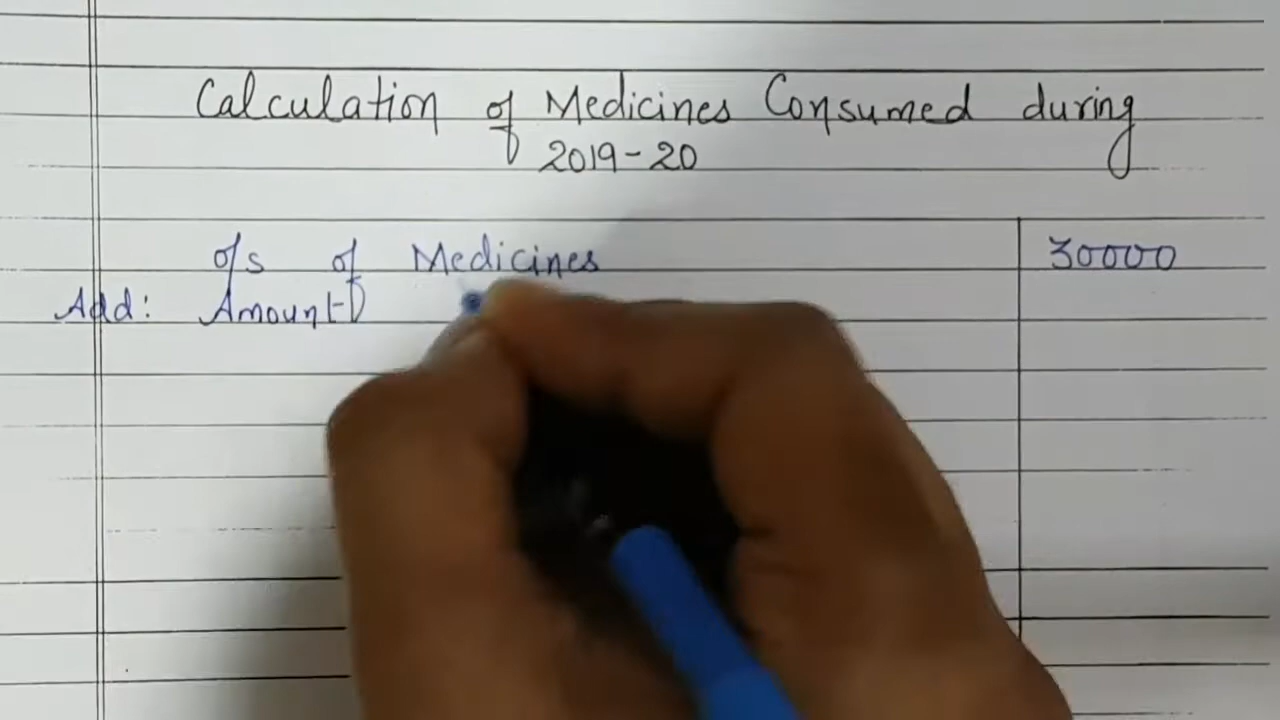 Calculation of Medicines Consumed during
2019-20
o/s of Medicines 30000
Add: Amount